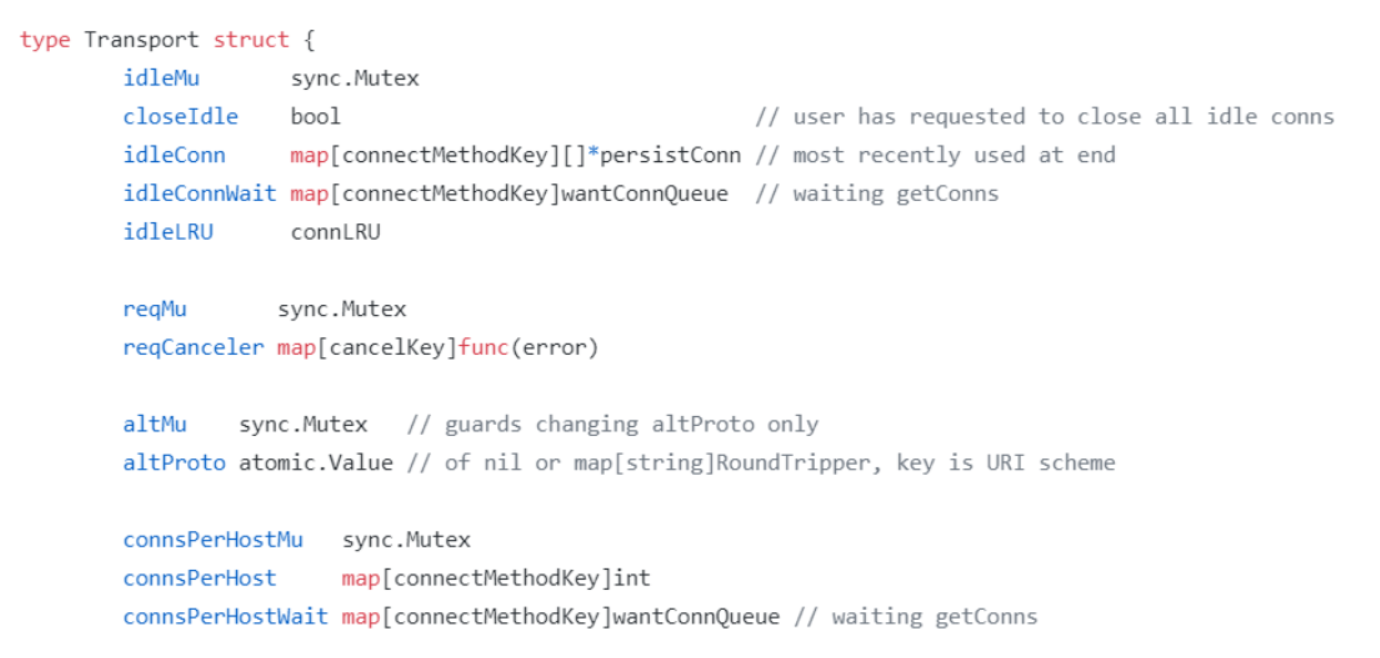 type Transport struct {
idleMu sync.Mutex
closeIdle bool // user has requested to close all idle conns
idleConn map[connectMethodKey][]*persistConn // most recently used at end
idleConnWait map[connectMethodKey]wantConnQueue // waiting getConns
idleLRU connLRU
reqMu sync.Mutex
reqCanceler map[cancelKey]func(error)
altMu sync.Mutex // guards changing altProto only
altProto atomic.Value // of nil or map[string]RoundTripper, key is URI scheme
connsPerHostMu sync.Mutex
connsPerHost map[connectMethodKey]int
connsPerHostWait map[connectMethodKey]wantConnQueue // waiting getConns